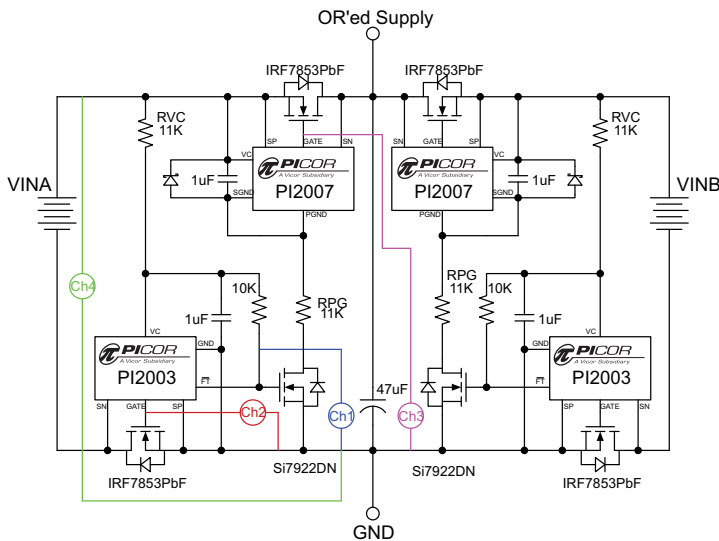 OR'ed Supply
IRF7853PbF
IRF7853PbF
RVC
11K
SP
GATE
SN
SN
GATE
SP
RVC
11K
VC
PICOR
A Vicor Subsidiary
PI2007
SGND
PGND
1uF
PICOR
A Vicor Subsidiary
PI2007
VC
SGND
PGND
1uF
VINA
VINB
Ch4
10K
RPG
11K
1uF
RPG
11K
10K
1uF
VC
PICOR
A Vicor Subsidiary
PI2003
GND
FT
VC
PICOR
A Vicor Subsidiary
PI2003
GND
FT
47uF
SN
GATE
SP
Ch2
Ch1
Ch3
SP
GATE
SN
Si7922DN
Si7922DN
IRF7853PbF
IRF7853PbF
GND